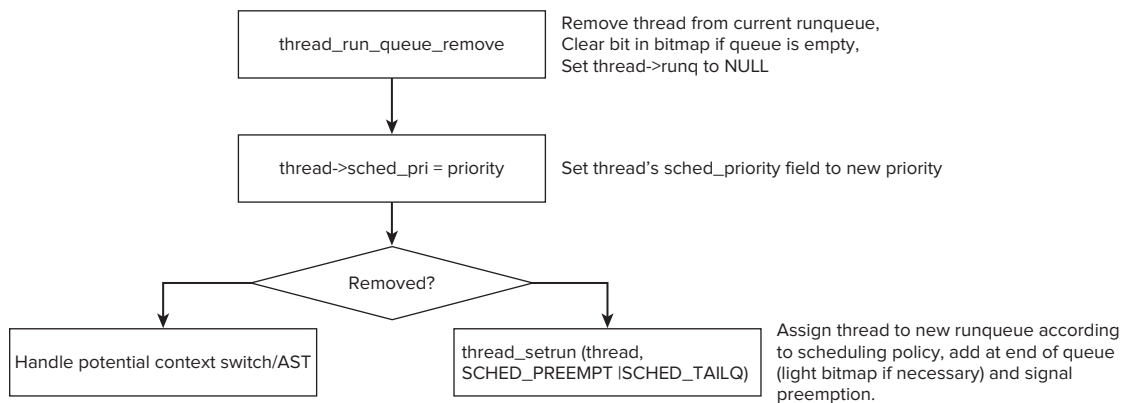 thread_run_queue_remove
Remove thread from current runqueue,
Clear bit in bitmap if queue is empty,
Set thread->runq to NULL
thread->sched_pri = priority
Set thread's sched_priority field to new priority
Removed?
Handle potential context switch/AST
thread_setrun (thread,
SCHED_PREEMPT |SCHED_TAILQ)
Assign thread to new runqueue according
to scheduling policy, add at end of queue
(light bitmap if necessary) and signal
preemption.